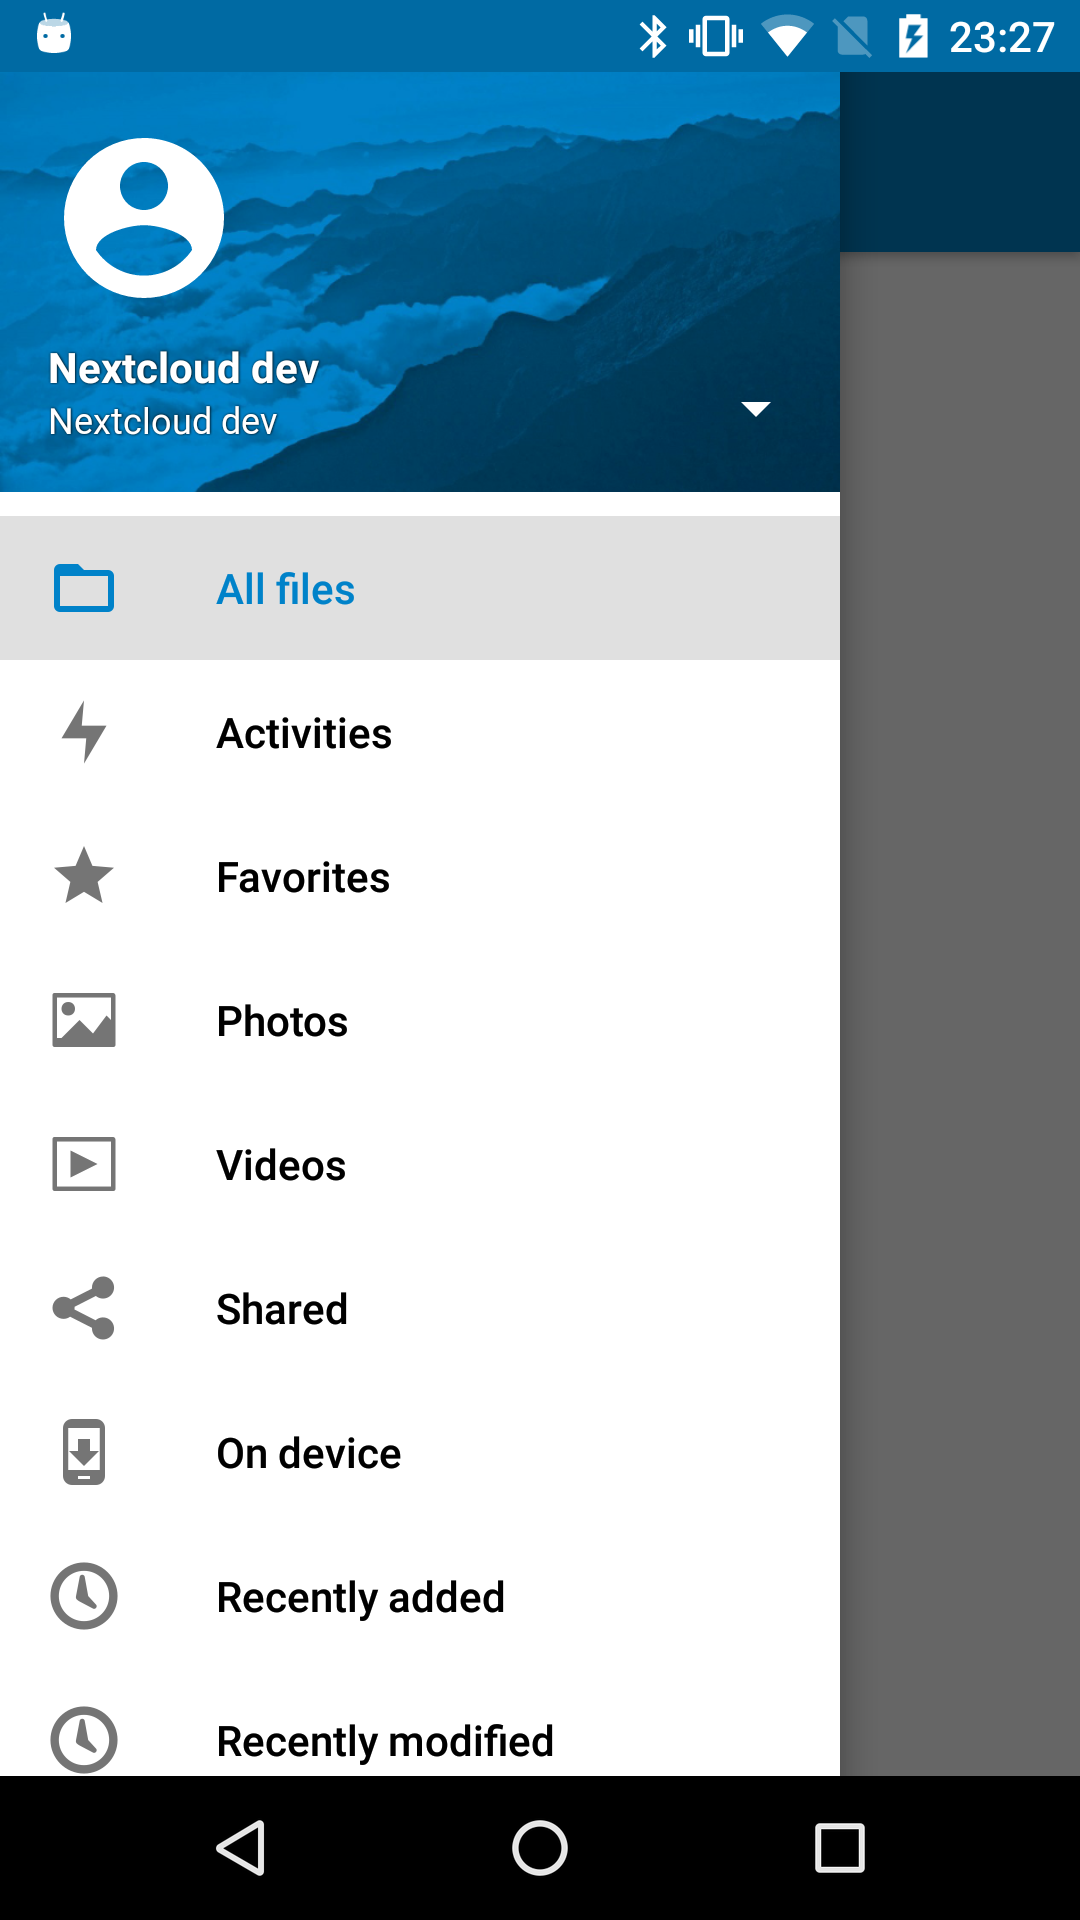 23:27
Nextcloud dev
Nextcloud dev
All files
Activities
Favorites
Photos
Videos
Shared
On device
Recently added
Recently modified